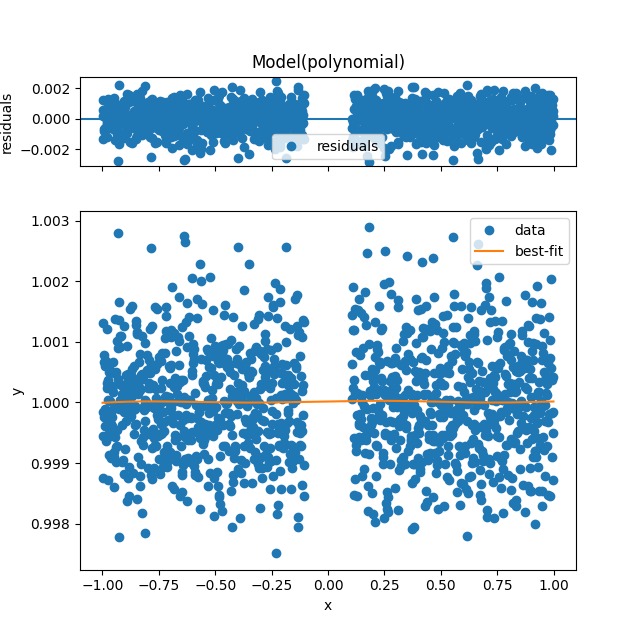 Model(polynomial)
0.002
0.000
−0.002
residuals
residuals
1.003
1.002
1.001
1.000
0.999
0.998
y
data
best-fit
−1.00 −0.75 −0.50 −0.25 0.00 0.25 0.50 0.75 1.00
x